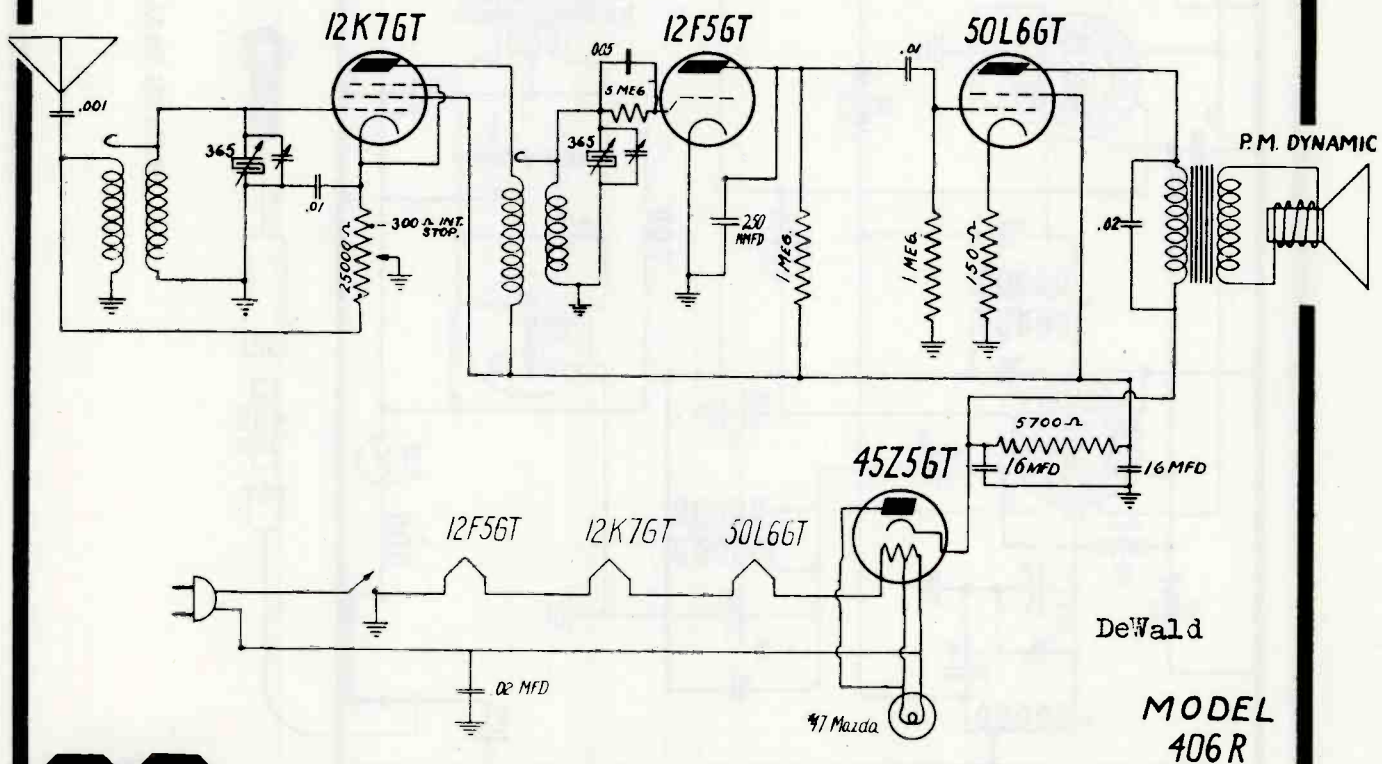 12K7GT
12F5GT
50L6GT
.001
.005
5 MEG.
.01
365
365
P.M. DYNAMIC
.01
300 Ω INT.
STOP.
25000 Ω
250
MMFD
1 MEG.
1 MEG.
150 Ω
.02
5700 Ω
45Z5GT
16 MFD
16 MFD
12F5GT
12K7GT
50L6GT
DeWald
.02 MFD
#47 Mazda
MODEL
406R